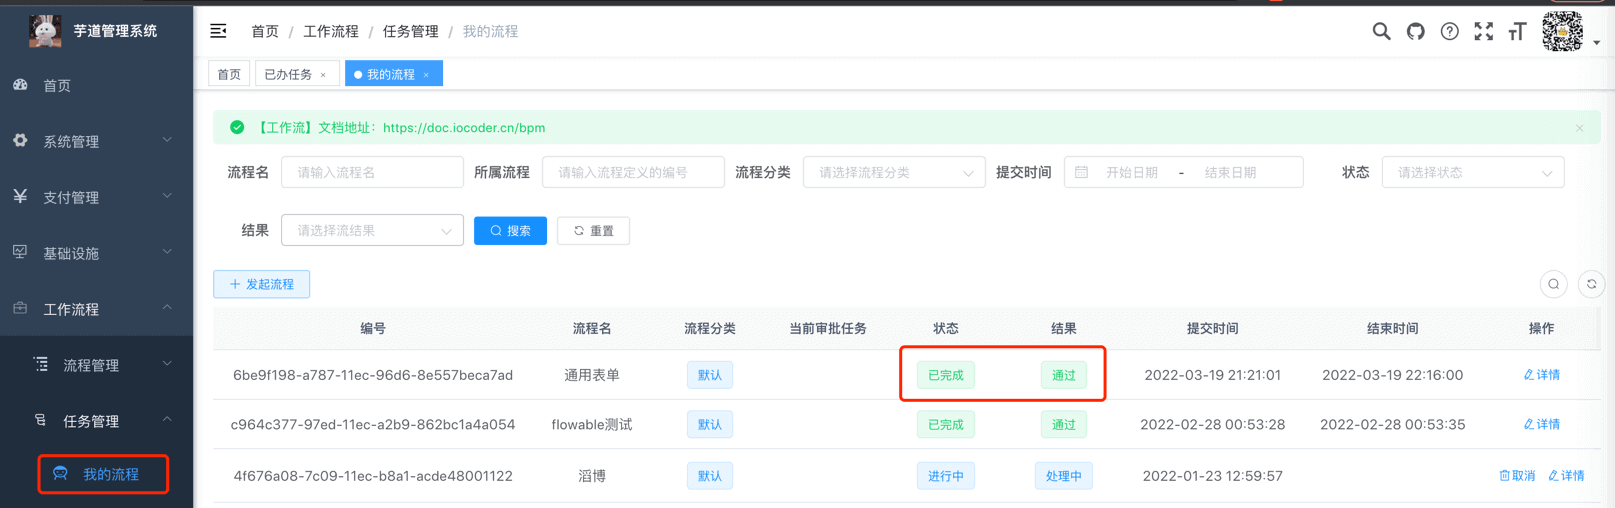 芋道管理系统
首页 / 工作流程 / 任务管理 / 我的流程
首页
已办任务 ×
我的流程 ×
首页
系统管理
支付管理
基础设施
工作流程
流程管理
任务管理
我的流程
【工作流】文档地址：https://doc.iocoder.cn/bpm
流程名 请输入流程名 所属流程 请输入流程定义的编号 流程分类 请选择流程分类 提交时间 开始日期 - 结束日期 状态 请选择状态
结果 请选择流结果 搜索 重置
+ 发起流程
编号 流程名 流程分类 当前审批任务 状态 结果 提交时间 结束时间 操作
6be9f198-a787-11ec-96d6-8e557beca7ad 通用表单 默认 已完成 通过 2022-03-19 21:21:01 2022-03-19 22:16:00 详情
c964c377-97ed-11ec-a2b9-862bc1a4a054 flowable测试 默认 已完成 通过 2022-02-28 00:53:28 2022-02-28 00:53:35 详情
4f676a08-7c09-11ec-b8a1-acde48001122 滔博 默认 进行中 处理中 2022-01-23 12:59:57 取消 详情